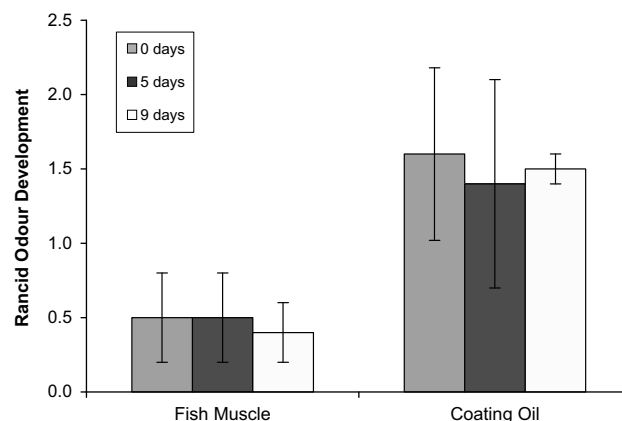 2.5
2.0
1.5
1.0
0.5
0.0
Rancid Odour Development
0 days
5 days
9 days
Fish Muscle
Coating Oil